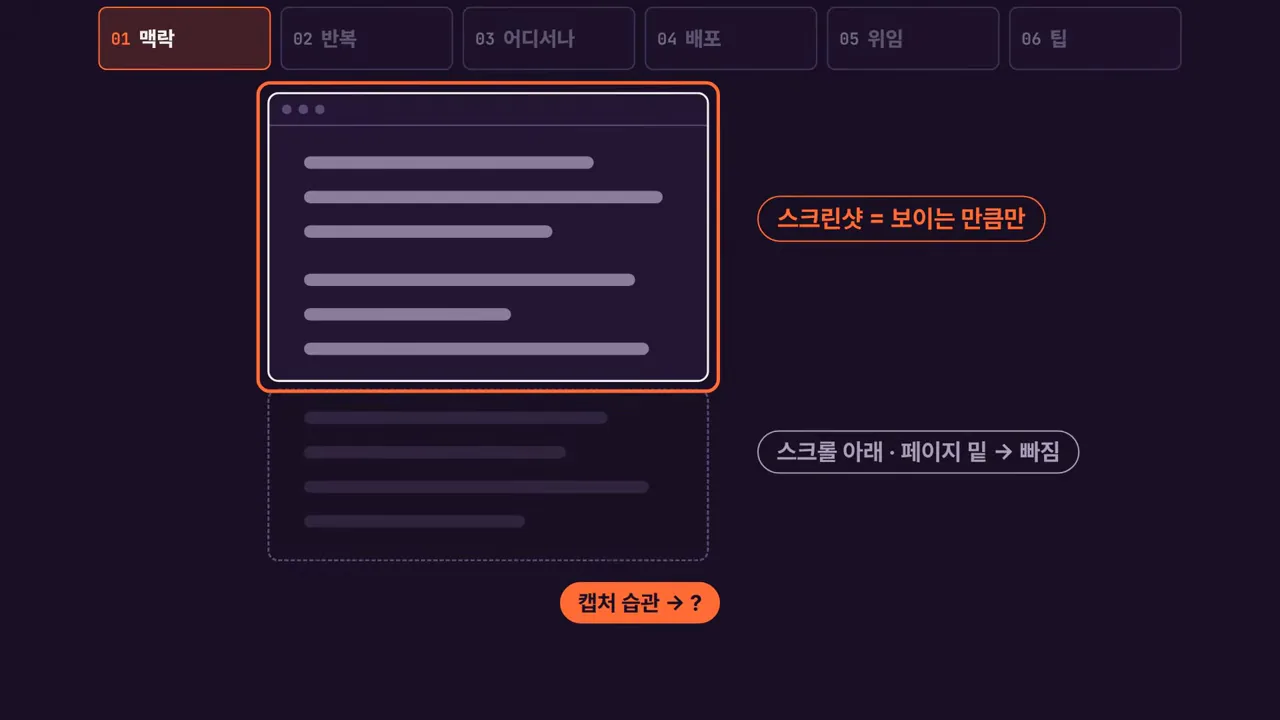 01 맥락
02 반복
03 어디서나
04 배포
05 위임
06 팁
스크린샷 = 보이는 만큼만
스크롤 아래 · 페이지 밑 → 빠짐
캡처 습관 → ?